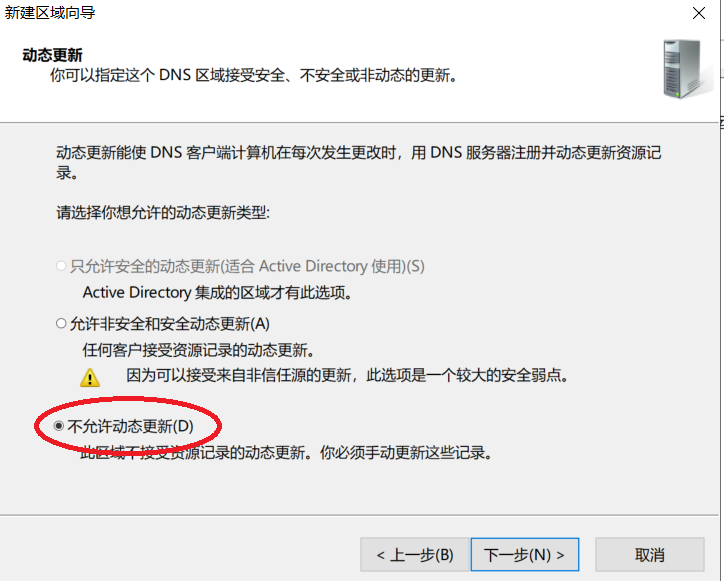 新建区域向导
动态更新
你可以指定这个 DNS 区域接受安全、不安全或非动态的更新。
动态更新能使 DNS 客户端计算机在每次发生更改时，用 DNS 服务器注册并动态更新资源记
录。
请选择你想允许的动态更新类型:
只允许安全的动态更新(适合 Active Directory 使用)(S)
Active Directory 集成的区域才有此选项。
允许非安全和安全动态更新(A)
任何客户接受资源记录的动态更新。
因为可以接受来自非信任源的更新，此选项是一个较大的安全弱点。
不允许动态更新(D)
此区域不接受资源记录的动态更新。你必须手动更新这些记录。
< 上一步(B) 下一步(N) > 取消